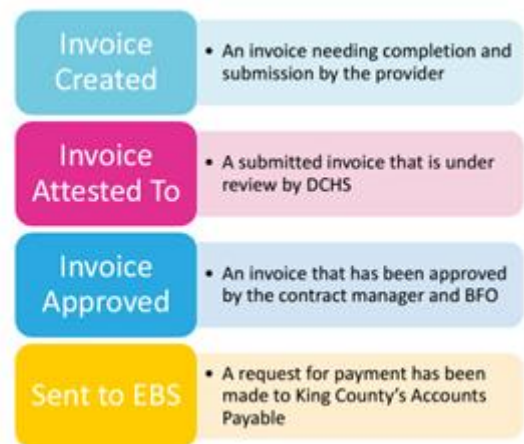 Invoice
Created
• An invoice needing completion and
submission by the provider
Invoice
Attested To
• A submitted invoice that is under
review by DCHS
Invoice
Approved
• An invoice that has been approved
by the contract manager and BFO
Sent to EBS
• A request for payment has been
made to King County's Accounts
Payable